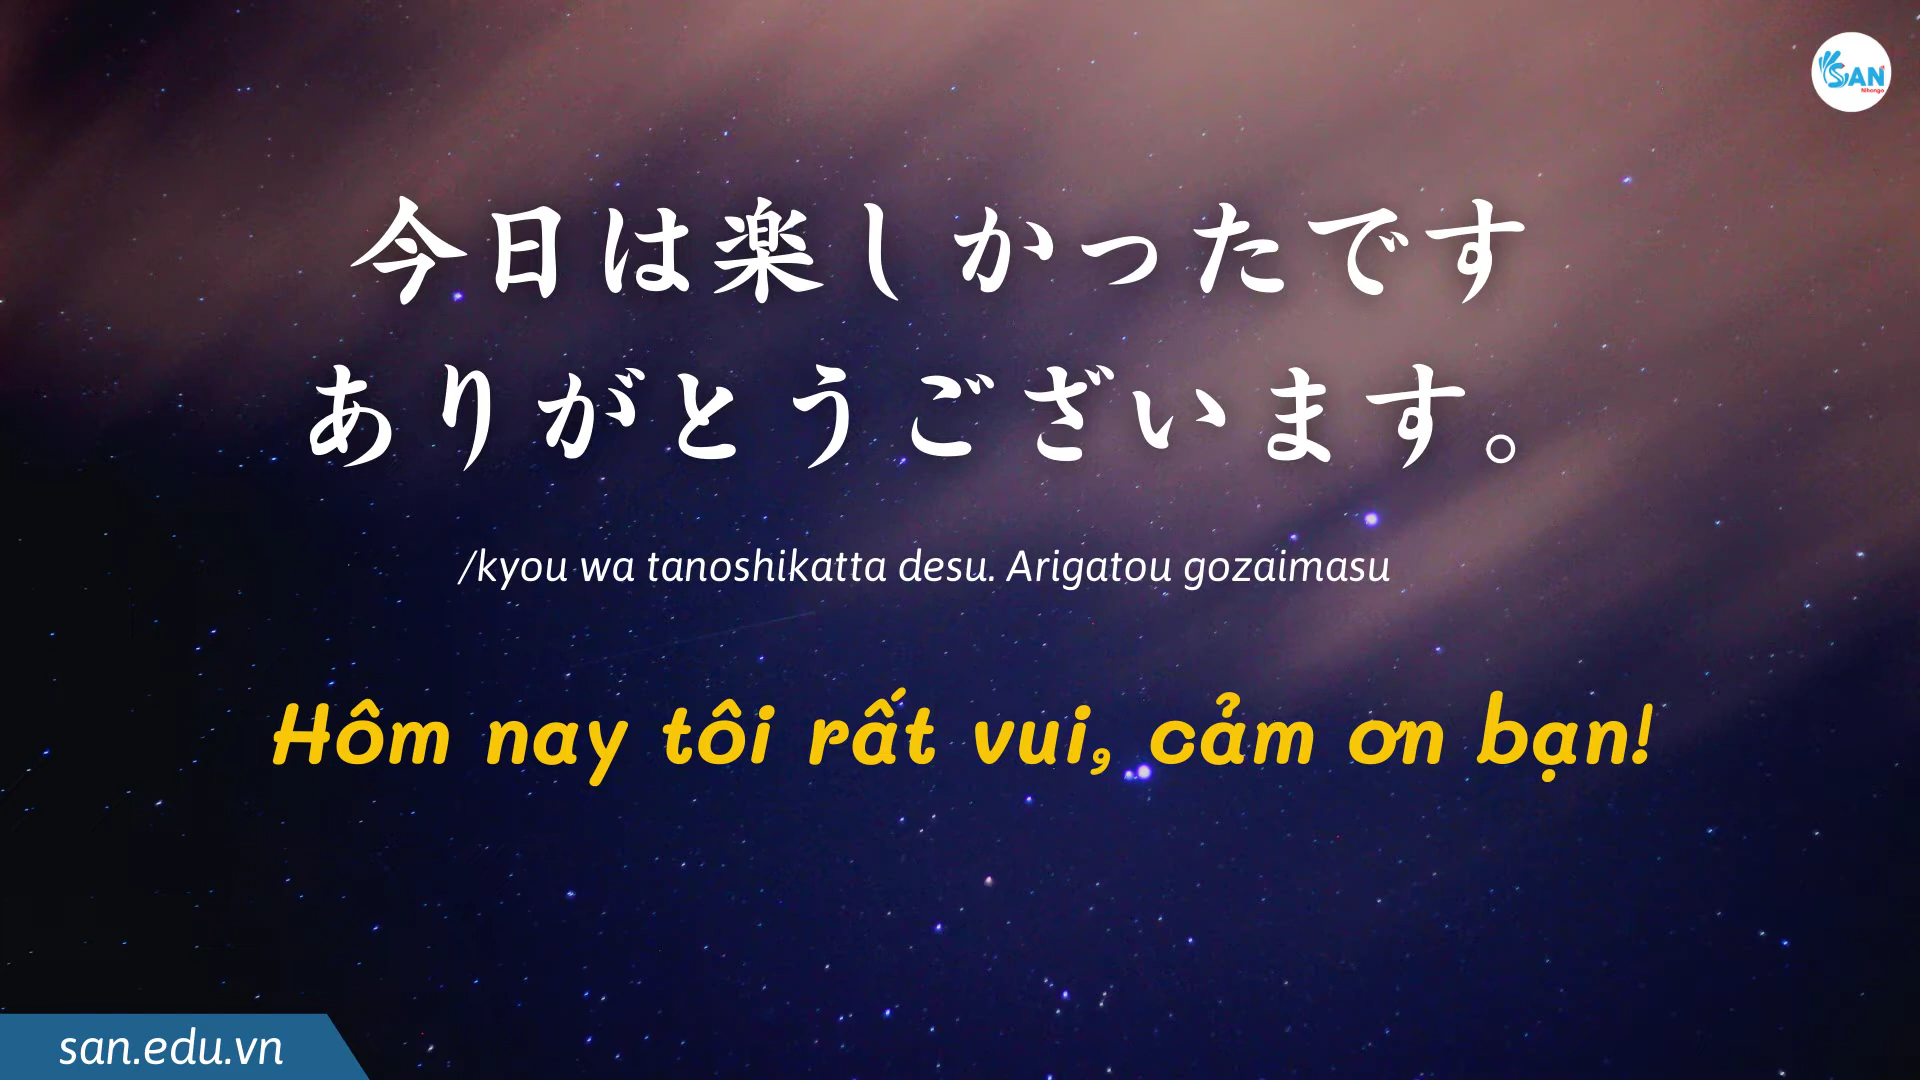 SAN
Nihongo
今日は楽しかったです
ありがとうございます。
/kyou wa tanoshikatta desu. Arigatou gozaimasu
Hôm nay tôi rất vui, cảm ơn bạn!
san.edu.vn